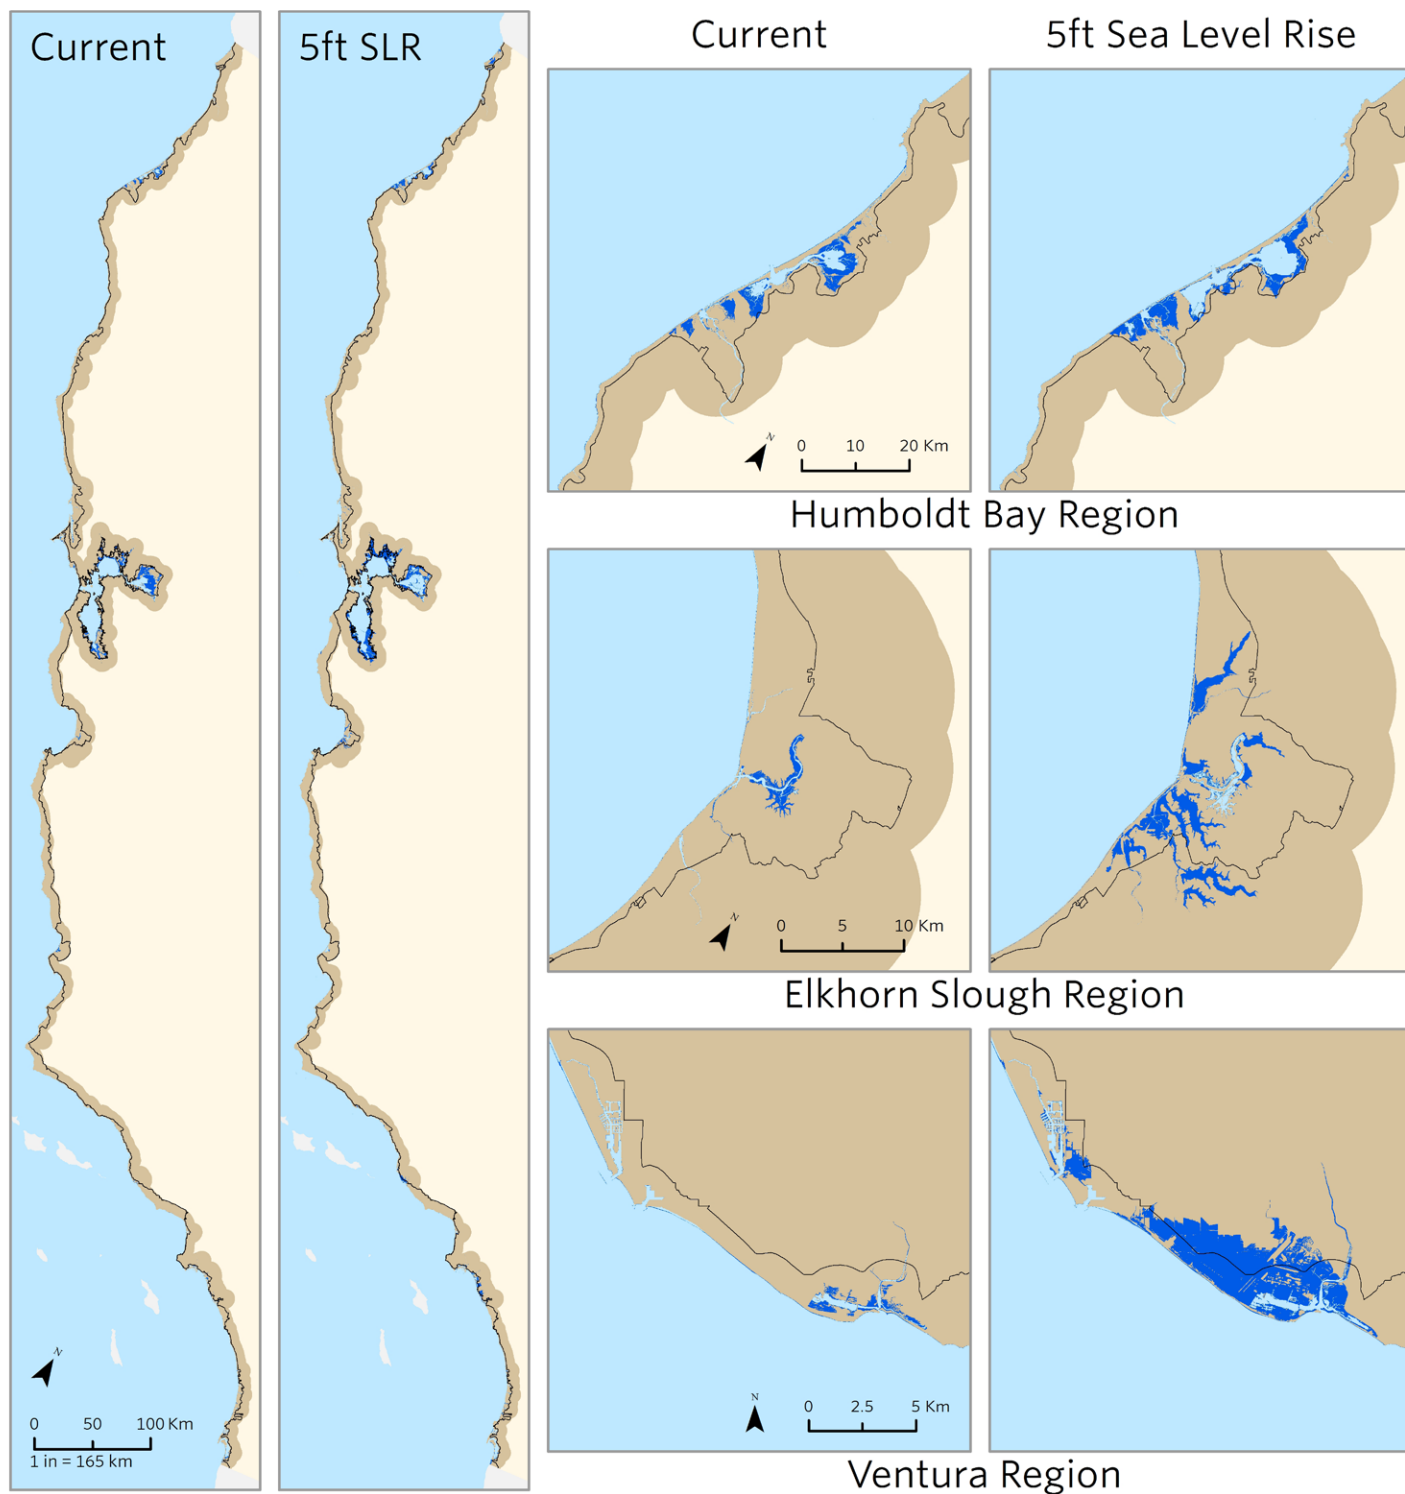 Current
5ft SLR
N
0 50 100 Km
1 in = 165 km
Current
5ft Sea Level Rise
N
0 10 20 Km
Humboldt Bay Region
N
0 5 10 Km
Elkhorn Slough Region
N
0 2.5 5 Km
Ventura Region